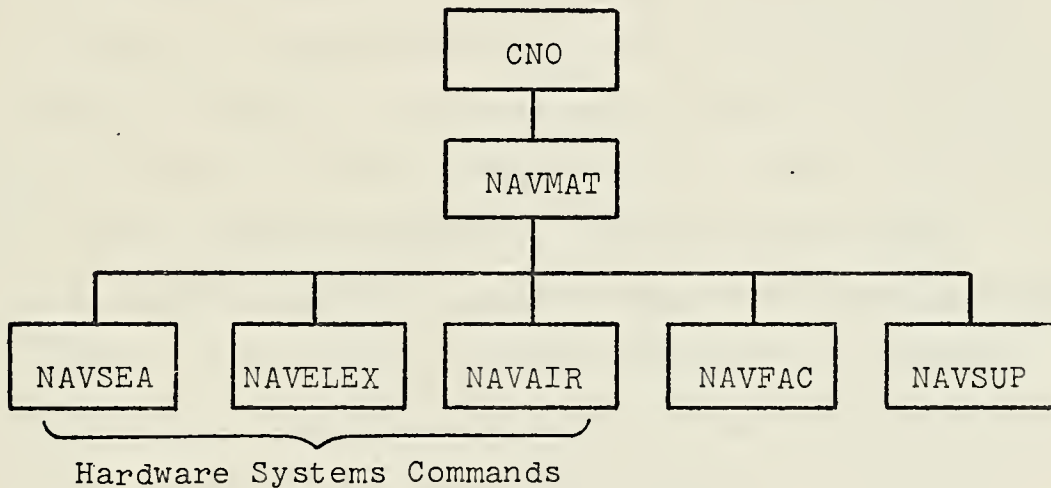 CNO
NAVMAT
NAVSEA NAVELEX NAVAIR NAVFAC NAVSUP
Hardware Systems Commands